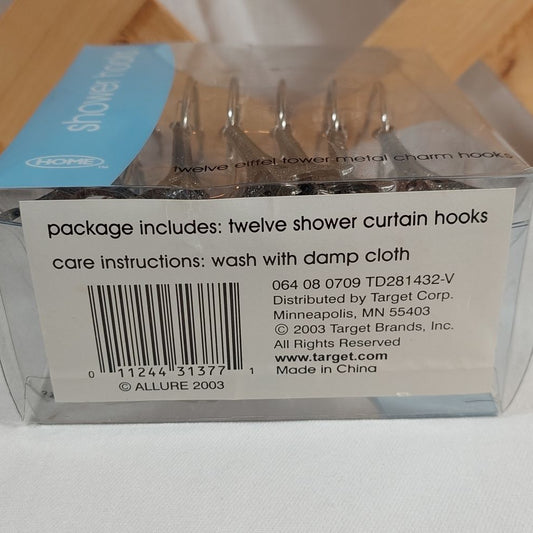 shower hook
HOME
twelve eiffel tower metal charm hooks
package includes: twelve shower curtain hooks
care instructions: wash with damp cloth
064 08 0709 TD281432-V
Distributed by Target Corp.
Minneapolis, MN 55403
© 2003 Target Brands, Inc.
All Rights Reserved
www.target.com
Made in China
0 11244 31377 1
© ALLURE 2003